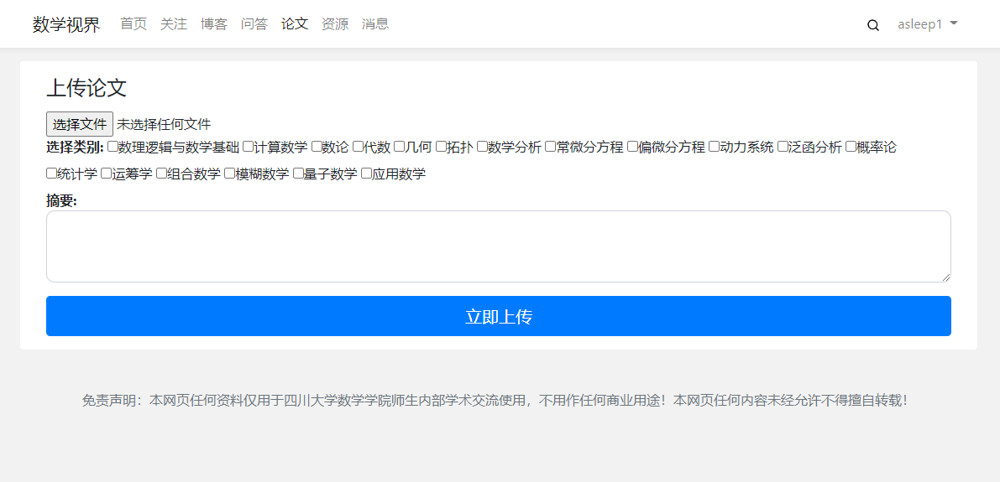 数学视界 首页 关注 博客 问答 论文 资源 消息 asleep1
上传论文
选择文件 未选择任何文件
选择类别: 数理逻辑与数学基础 计算数学 数论 代数 几何 拓扑 数学分析 常微分方程 偏微分方程 动力系统 泛函分析 概率论
统计学 运筹学 组合数学 模糊数学 量子数学 应用数学
摘要:
立即上传
免责声明：本网页任何资料仅用于四川大学数学学院师生内部学术交流使用，不用作任何商业用途！本网页任何内容未经允许不得擅自转载！